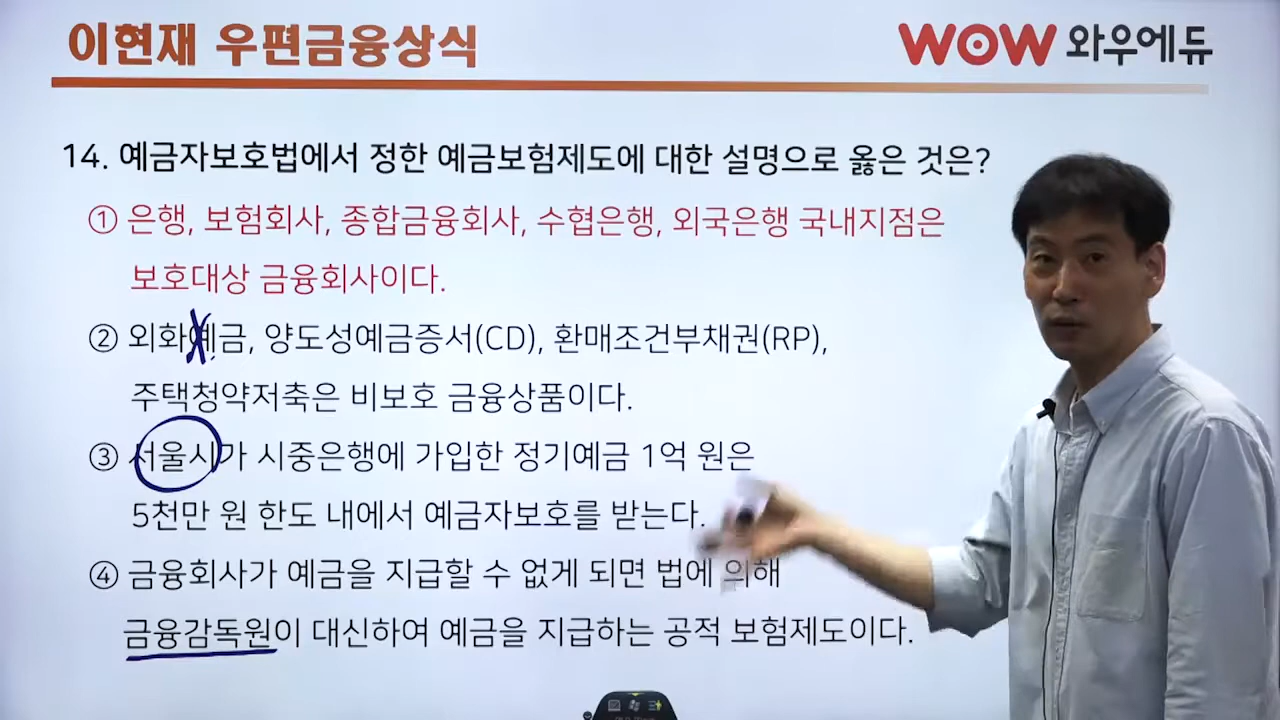 이현재 우편금융상식
WOW 와우에듀
14. 예금자보호법에서 정한 예금보험제도에 대한 설명으로 옳은 것은?
① 은행, 보험회사, 종합금융회사, 수협은행, 외국은행 국내지점은
보호대상 금융회사이다.
② 외화예금, 양도성예금증서(CD), 환매조건부채권(RP),
주택청약저축은 비보호 금융상품이다.
③ 서울시가 시중은행에 가입한 정기예금 1억 원은
5천만 원 한도 내에서 예금자보호를 받는다.
④ 금융회사가 예금을 지급할 수 없게 되면 법에 의해
금융감독원이 대신하여 예금을 지급하는 공적 보험제도이다.